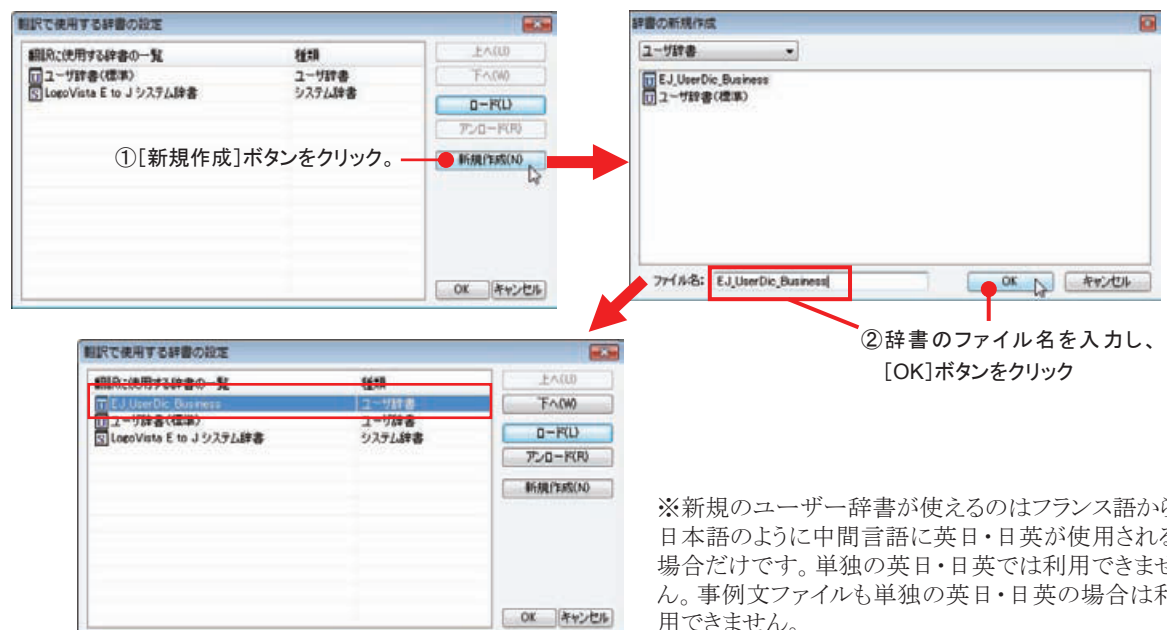 翻訳で使用する辞書の設定
翻訳に使用する辞書の一覧 種類
ユーザ辞書(標準) ユーザ辞書
LogoVista E to J システム辞書 システム辞書
上へ(U)
下へ(W)
ロード(L)
アンロード(R)
新規作成(N)
OK キャンセル
①[新規作成]ボタンをクリック。
辞書の新規作成
ユーザ辞書
EJ_UserDic_Business
ユーザ辞書(標準)
ファイル名: EJ_UserDic_Business
OK キャンセル
②辞書のファイル名を入力し、
[OK]ボタンをクリック
翻訳で使用する辞書の設定
翻訳に使用する辞書の一覧 種類
EJ_UserDic_Business ユーザ辞書
ユーザ辞書(標準) ユーザ辞書
LogoVista E to J システム辞書 システム辞書
上へ(U)
下へ(W)
ロード(L)
アンロード(R)
新規作成(N)
OK キャンセル
※新規のユーザー辞書が使えるのはフランス語から
日本語のように中間言語に英日・日英が使用される
場合だけです。単独の英日・日英では利用できませ
ん。事例文ファイルも単独の英日・日英の場合は利
用できません。